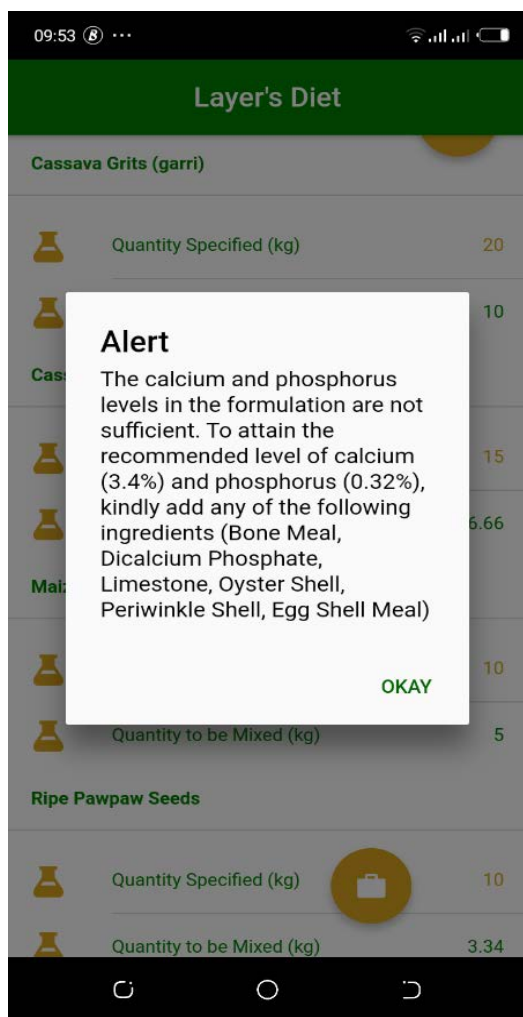 09:53
Layer's Diet
Cassava Grits (garri)
Quantity Specified (kg) 20
10
Alert
The calcium and phosphorus
levels in the formulation are not
sufficient. To attain the
recommended level of calcium
(3.4%) and phosphorus (0.32%),
kindly add any of the following
ingredients (Bone Meal,
Dicalcium Phosphate,
Limestone, Oyster Shell,
Periwinkle Shell, Egg Shell Meal)
OKAY
15
6.66
10
Quantity to be Mixed (kg) 5
Ripe Pawpaw Seeds
Quantity Specified (kg) 10
Quantity to be Mixed (kg) 3.34